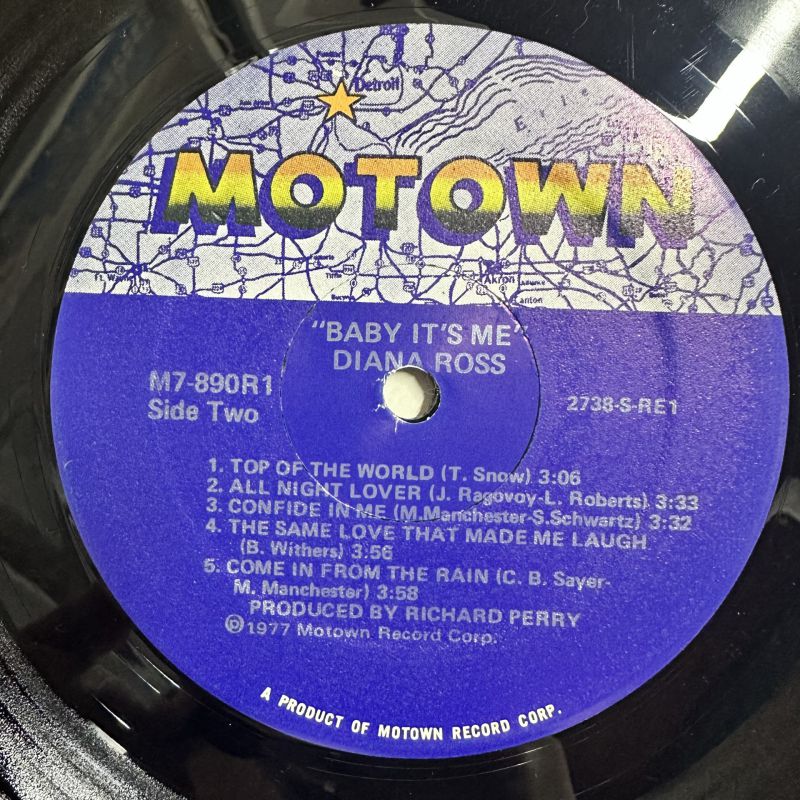 Detroit
Erie
MOTOWN
Akron
"BABY IT'S ME"
DIANA ROSS
M7-890R1
Side Two
2738-S-RE1
1. TOP OF THE WORLD (T. Snow) 3:06
2. ALL NIGHT LOVER (J. Ragovoy-L. Roberts) 3:33
3. CONFIDE IN ME (M.Manchester-S.Schwartz) 3:32
4. THE SAME LOVE THAT MADE ME LAUGH
(B. Withers) 3:56
5. COME IN FROM THE RAIN (C. B. Sayer-
M. Manchester) 3:58
PRODUCED BY RICHARD PERRY
℗1977 Motown Record Corp.
A PRODUCT OF MOTOWN RECORD CORP.